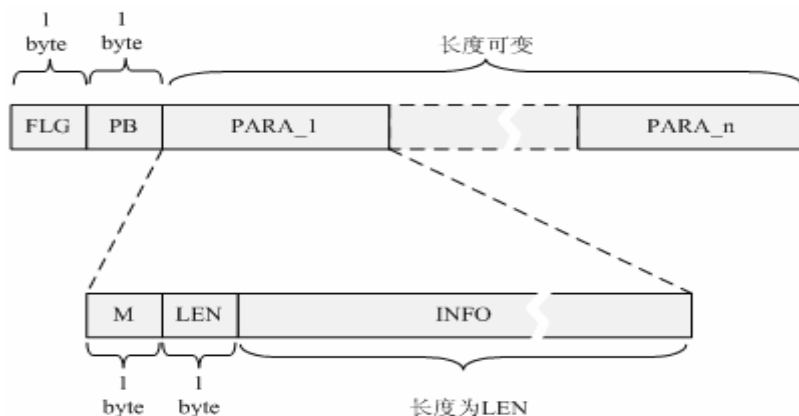 1
byte
1
byte
长度可变
FLG
PB
PARA_1
PARA_n
M
LEN
INFO
1
byte
1
byte
长度为LEN